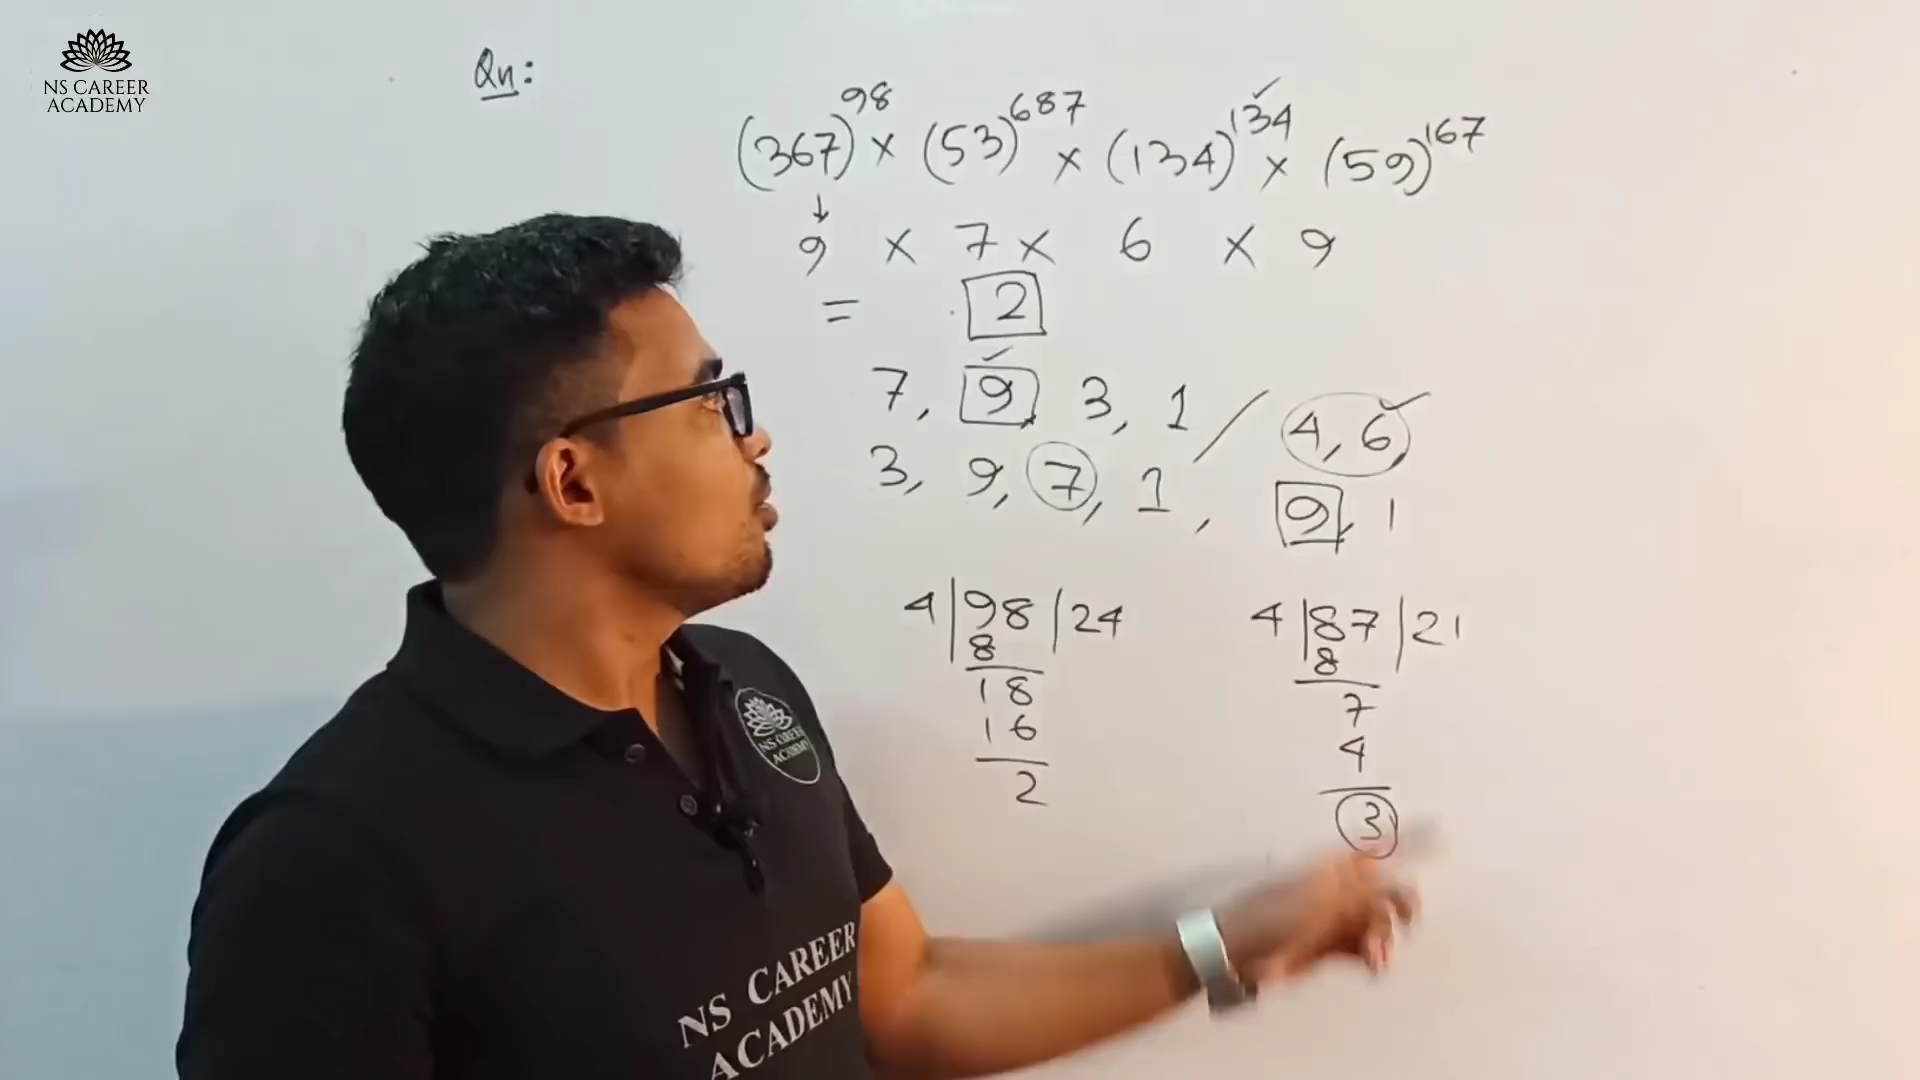 NS CAREER
ACADEMY
Qn:
(367)^98 × (53)^687 × (134)^134 × (59)^167
↓
9 × 7 × 6 × 9
= 2
7, 9, 3, 1 / 4, 6
3, 9, 7, 1, 9, 1
4 | 98 | 24
8
18
16
2
4 | 87 | 21
8
7
4
3
NS CAREER
ACADEMY
NS CAREER
ACADEMY